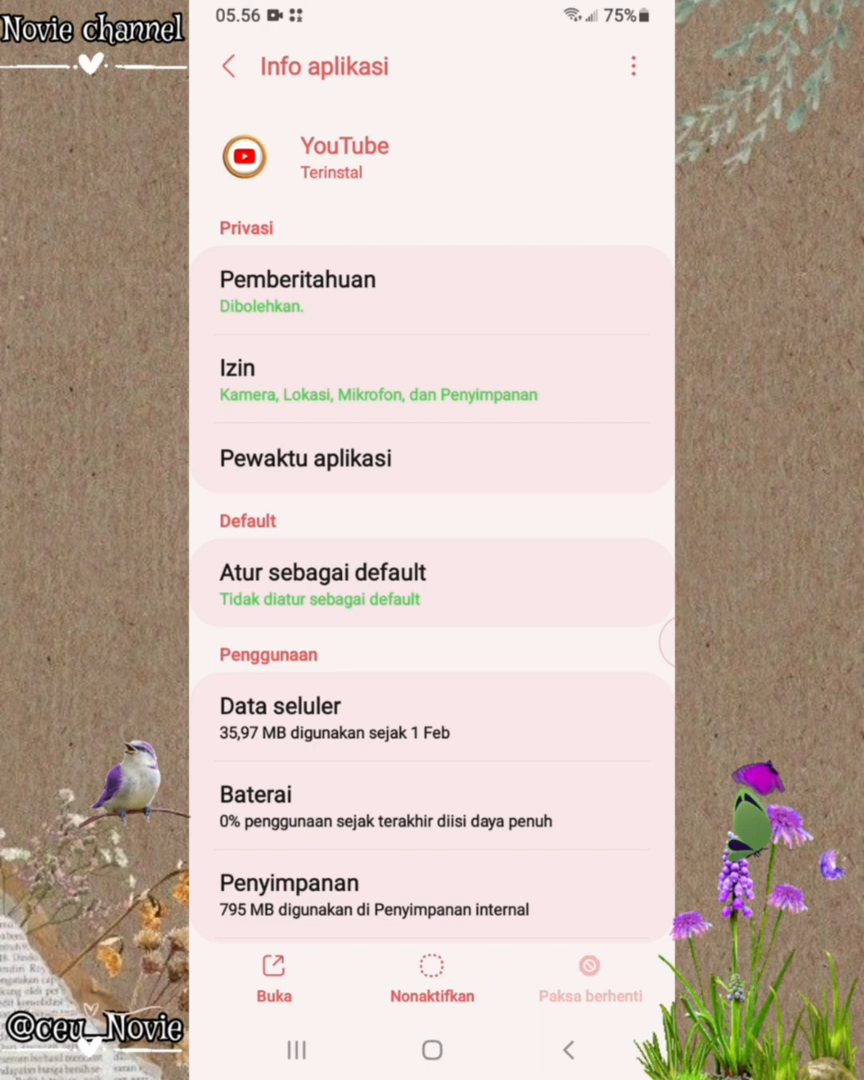 Novie channel
05.56
75%
Info aplikasi
YouTube
Terinstal
Privasi
Pemberitahuan
Dibolehkan.
Izin
Kamera, Lokasi, Mikrofon, dan Penyimpanan
Pewaktu aplikasi
Default
Atur sebagai default
Tidak diatur sebagai default
Penggunaan
Data seluler
35,97 MB digunakan sejak 1 Feb
Baterai
0% penggunaan sejak terakhir diisi daya penuh
Penyimpanan
795 MB digunakan di Penyimpanan internal
Buka
Nonaktifkan
Paksa berhenti
@ceu_Novie